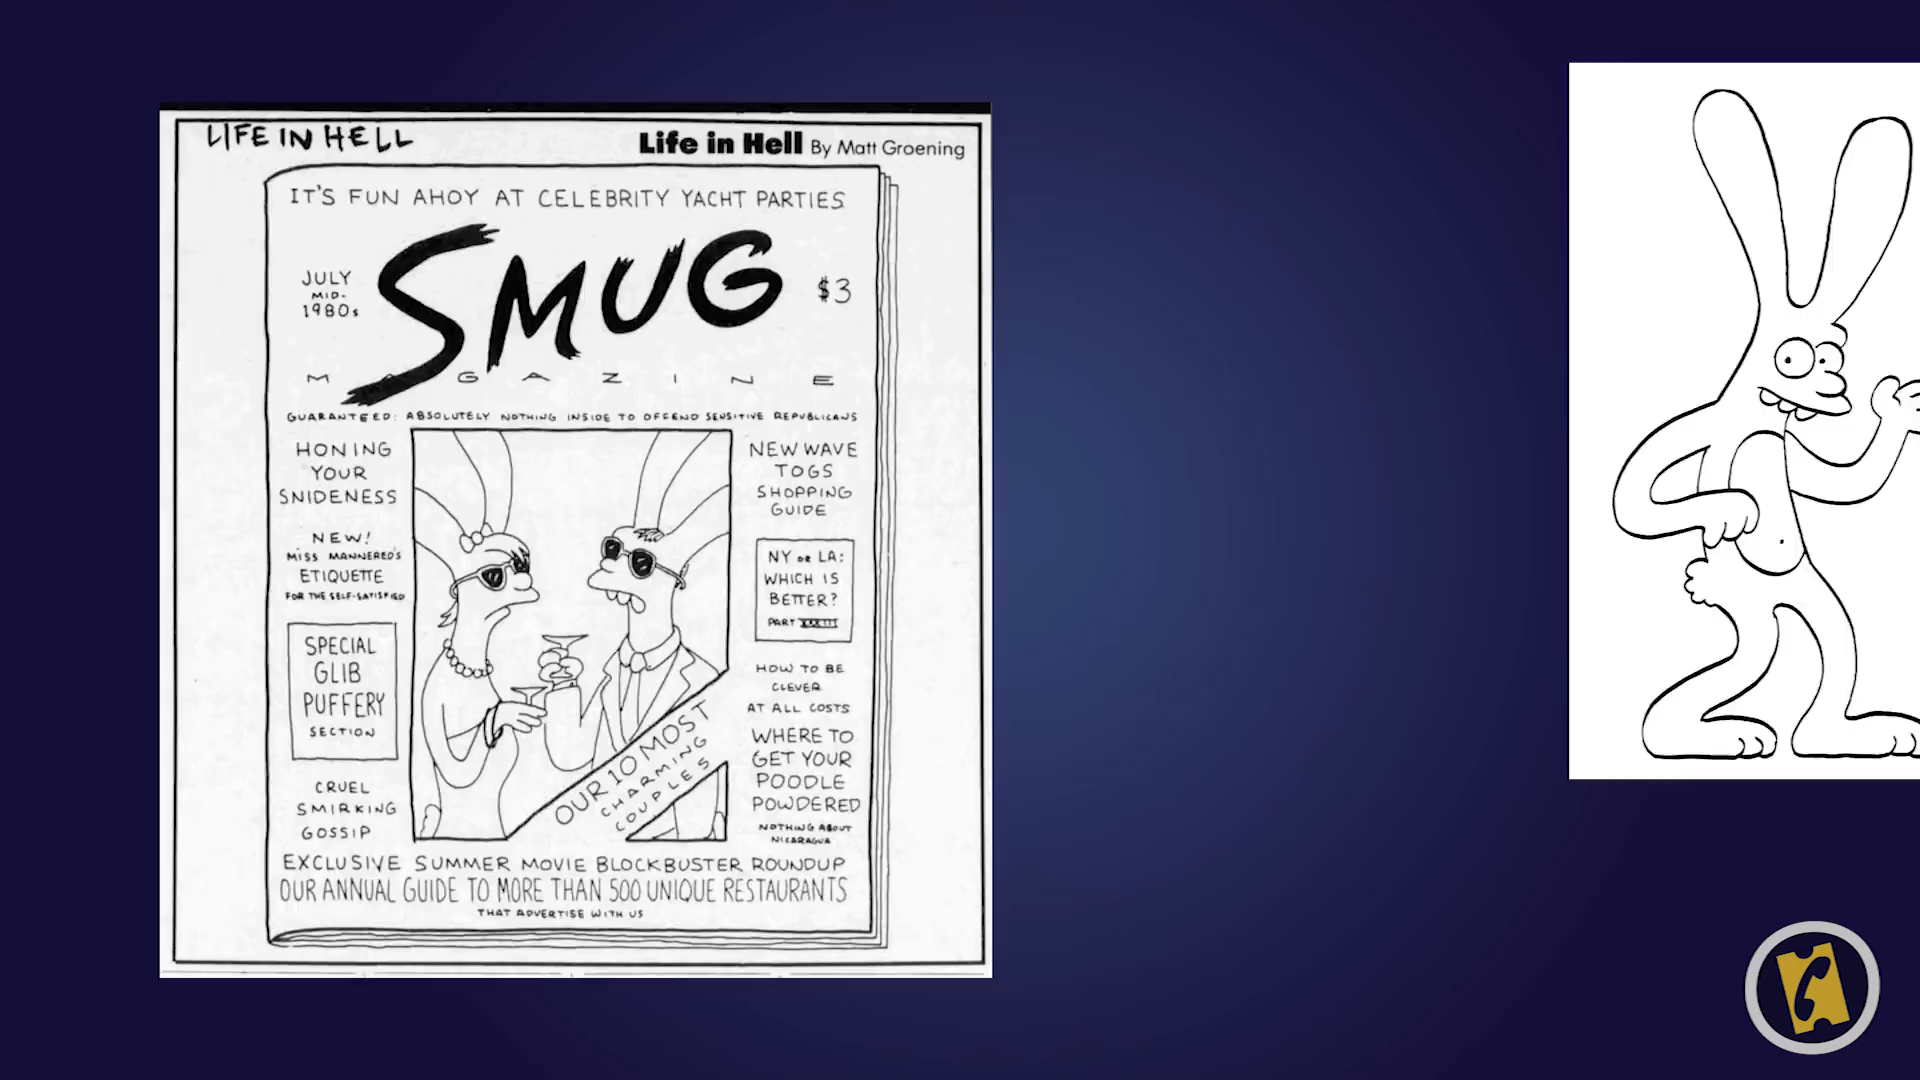 LIFE IN HELL
Life in Hell By Matt Groening
IT'S FUN AHOY AT CELEBRITY YACHT PARTIES
JULY
MID-
1980s
SMUG
$3
MAGAZINE
GUARANTEED: ABSOLUTELY NOTHING INSIDE TO OFFEND SENSITIVE REPUBLICANS
HONING
YOUR
SNIDENESS
NEW!
MISS MANNERED'S
ETIQUETTE
FOR THE SELF-SATISFIED
SPECIAL
GLIB
PUFFERY
SECTION
CRUEL
SMIRKING
GOSSIP
OUR 10 MOST
CHARMING
COUPLES
NEW WAVE
TOGS
SHOPPING
GUIDE
NY OR LA:
WHICH IS
BETTER?
PART XXXIII
HOW TO BE
CLEVER
AT ALL COSTS
WHERE TO
GET YOUR
POODLE
POWDERED
NOTHING ABOUT
NICARAGUA
EXCLUSIVE SUMMER MOVIE BLOCKBUSTER ROUNDUP
OUR ANNUAL GUIDE TO MORE THAN 500 UNIQUE RESTAURANTS
THAT ADVERTISE WITH US